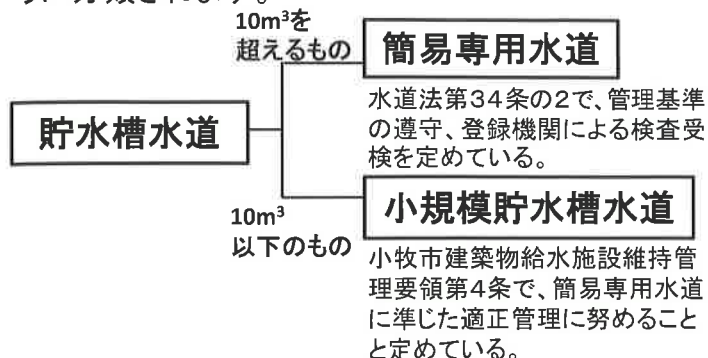 10m³を
超えるもの
簡易専用水道
水道法第34条の2で、管理基準
の遵守、登録機関による検査受
検を定めている。
貯水槽水道
10m³
以下のもの
小規模貯水槽水道
小牧市建築物給水施設維持管
理要領第4条で、簡易専用水道
に準じた適正管理に努めること
と定めている。